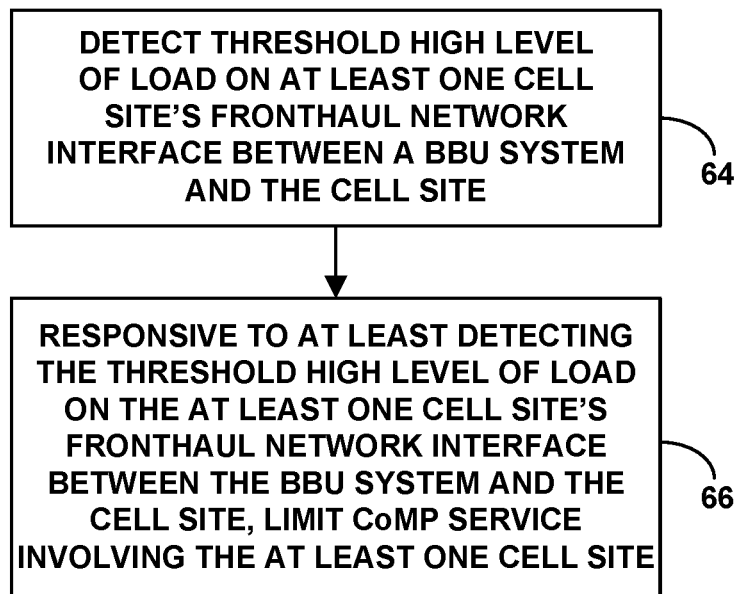 DETECT THRESHOLD HIGH LEVEL
OF LOAD ON AT LEAST ONE CELL
SITE'S FRONTHAUL NETWORK
INTERFACE BETWEEN A BBU SYSTEM
AND THE CELL SITE
64
RESPONSIVE TO AT LEAST DETECTING
THE THRESHOLD HIGH LEVEL OF LOAD
ON THE AT LEAST ONE CELL SITE'S
FRONTHAUL NETWORK INTERFACE
BETWEEN THE BBU SYSTEM AND THE
CELL SITE, LIMIT CoMP SERVICE
INVOLVING THE AT LEAST ONE CELL SITE
66